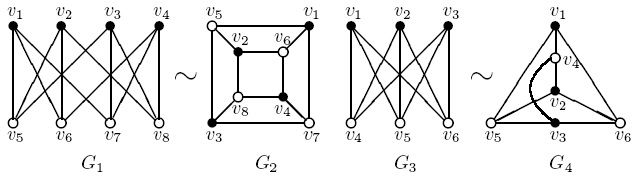 v1 v2 v3 v4 v5 v1 v1 v2 v3 v1
v2 v6
v4
∼ ∼
v8 v4 v2
v5 v6 v7 v8 v3 v7 v4 v5 v6 v5 v3 v6
G1 G2 G3 G4